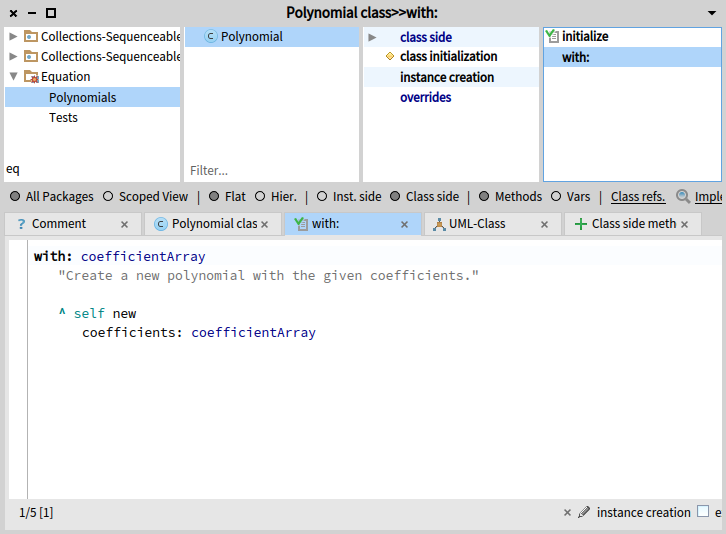 Polynomial class>>with:
Collections-Sequenceable
Collections-Sequenceable
Equation
Polynomials
Tests
eq
Polynomial
Filter...
class side
class initialization
instance creation
overrides
initialize
with:
All Packages Scoped View | Flat Hier. | Inst. side Class side | Methods Vars | Class refs. Imple
? Comment × C Polynomial clas × with: × UML-Class × Class side meth ×
with: coefficientArray
"Create a new polynomial with the given coefficients."
^ self new
coefficients: coefficientArray
1/5 [1] × instance creation e